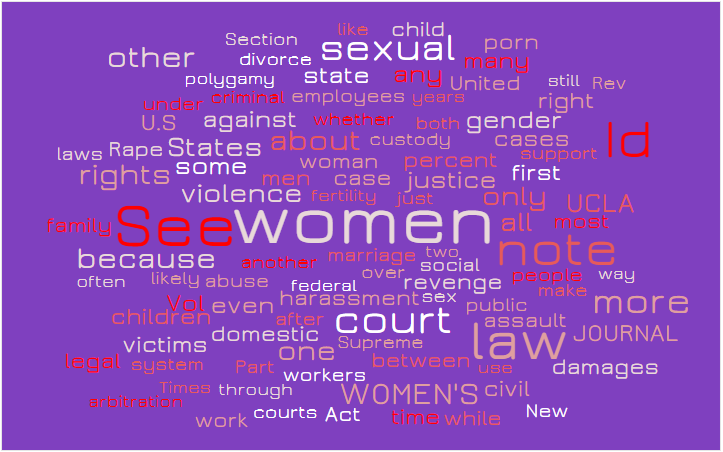 like child
Section
sexual porn
other divorce
polygamy state any many
United still Rev
under criminal employees years right
U.S against whether both gender
laws Rape States about custody cases Id
some woman percent support
rights men case justice first
violence fertility just only UCLA
family See women all most
because another marriage two note
often likely abuse over social people way
federal revenge make
Vol even harassment sex public more
children after court assault
victims domestic Supreme law JOURNAL
legal system Part one between use damages
workers
Times through WOMEN'S civil
arbitration
work courts Act time while New